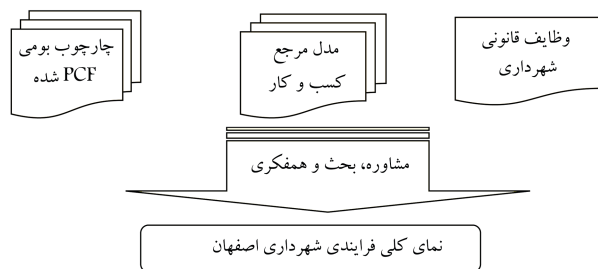 وظایف قانونی
شهرداری
مدل مرجع
کسب و کار
چارچوب بومی
شده PCF
مشاوره، بحث و همفکری
نمای کلی فرایندی شهرداری اصفهان